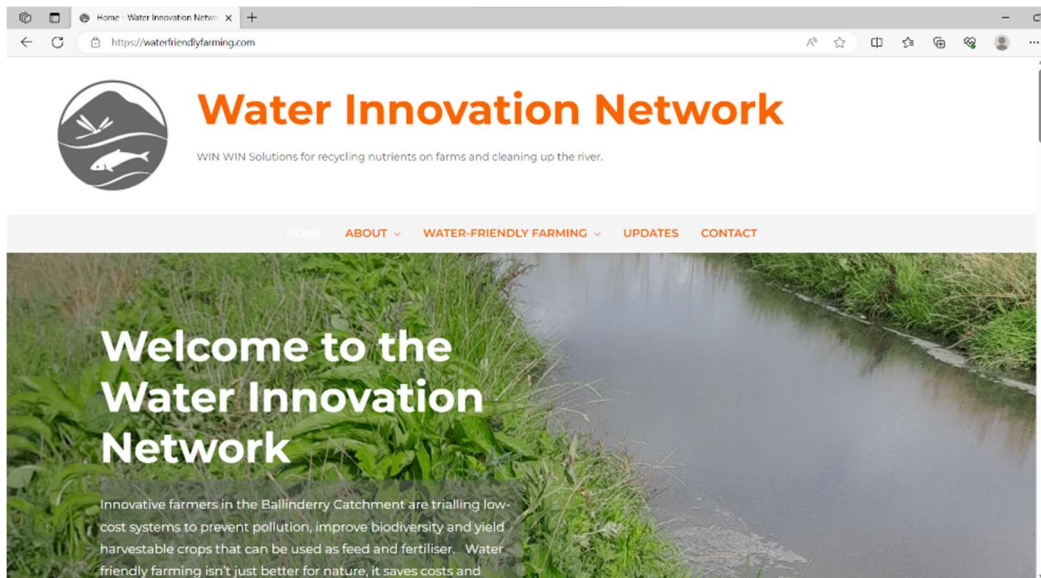 Home - Water Innovation Netwo
https://waterfriendlyfarming.com
Water Innovation Network
WIN WIN Solutions for recycling nutrients on farms and cleaning up the river.
HOME ABOUT WATER-FRIENDLY FARMING UPDATES CONTACT
Welcome to the
Water Innovation
Network
Innovative farmers in the Ballinderry Catchment are trialling low-
cost systems to prevent pollution, improve biodiversity and yield
harvestable crops that can be used as feed and fertiliser. Water
friendly farming isn't just better for nature, it saves costs and